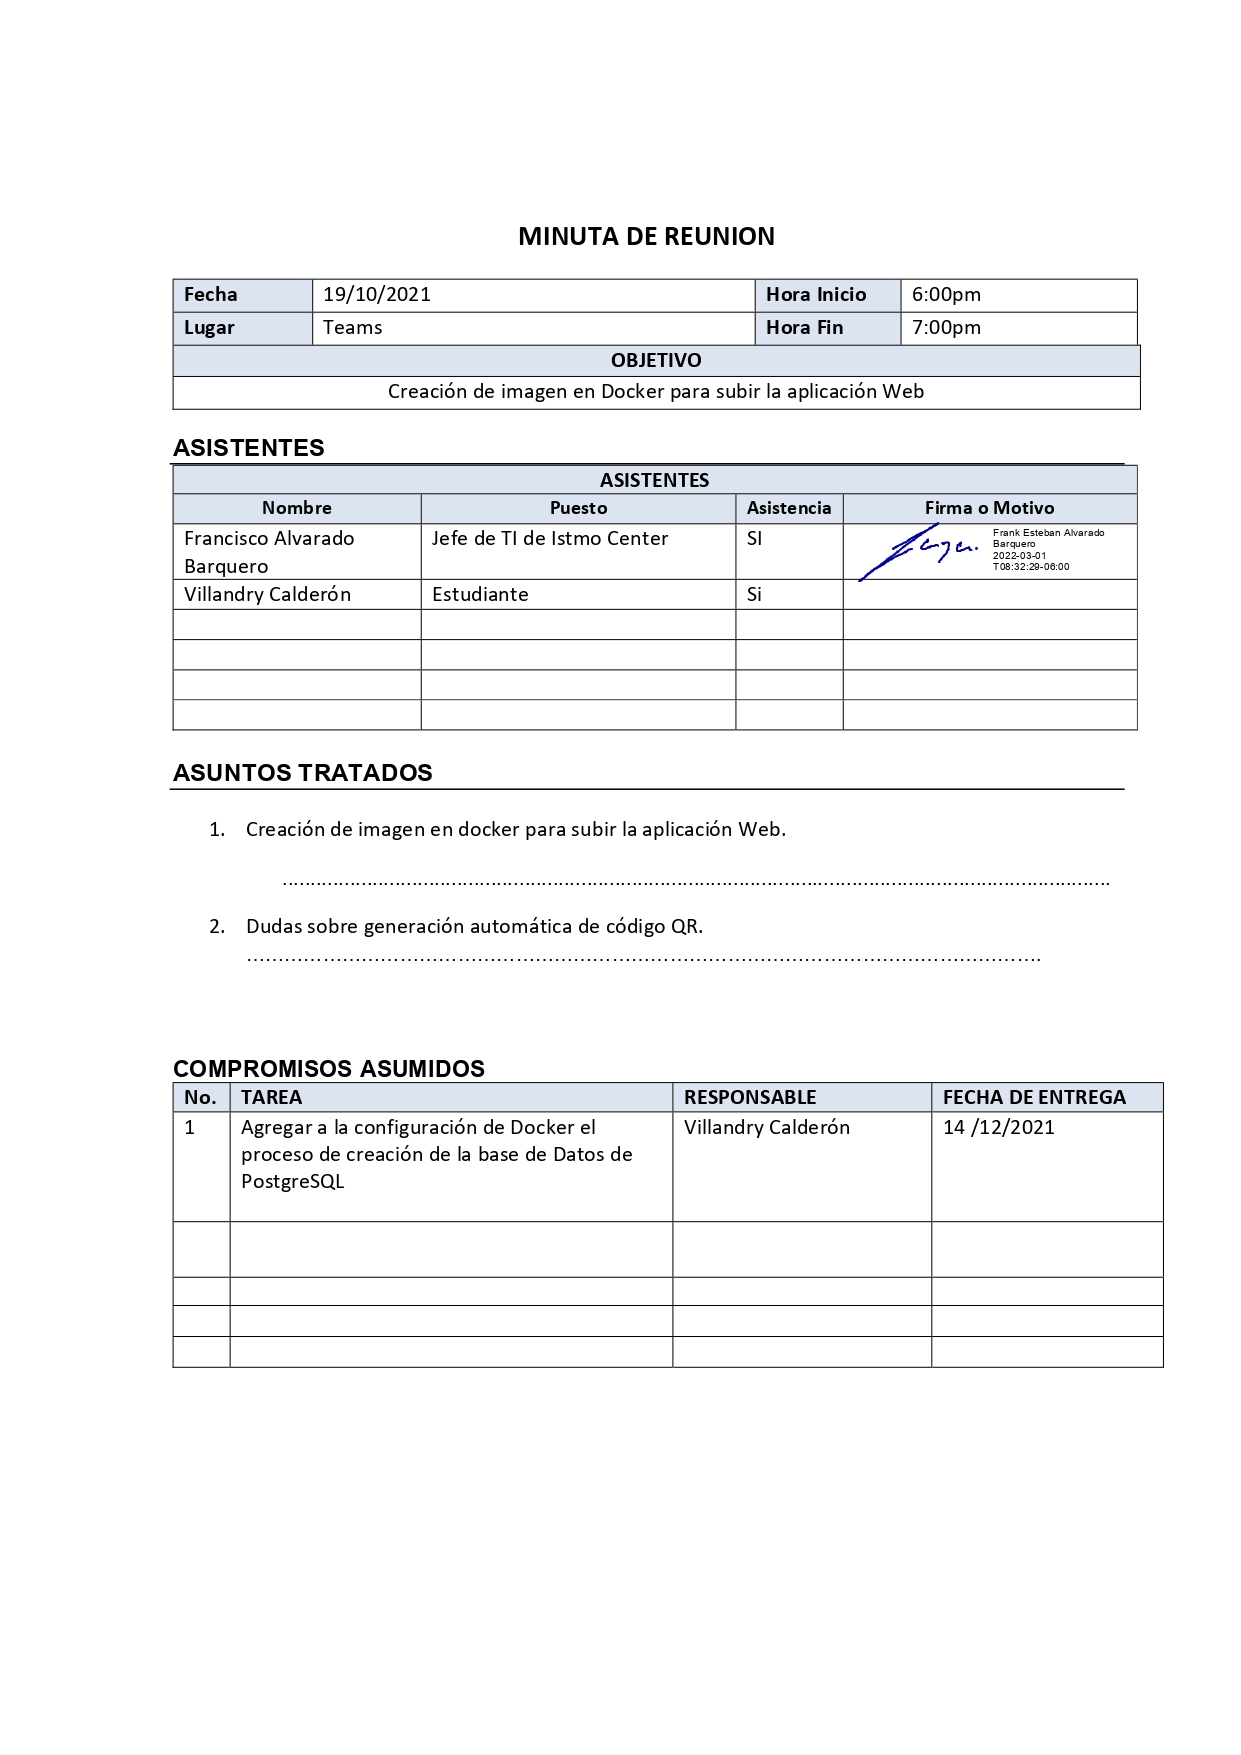 MINUTA DE REUNION
Fecha 19/10/2021 Hora Inicio 6:00pm
Lugar Teams Hora Fin 7:00pm
OBJETIVO
Creación de imagen en Docker para subir la aplicación Web
ASISTENTES
ASISTENTES
Nombre Puesto Asistencia Firma o Motivo
Francisco Alvarado Barquero Jefe de TI de Istmo Center SI
Frank Esteban Alvarado
Barquero
2022-03-01
T08:32:29-06:00
Villandry Calderón Estudiante Si
ASUNTOS TRATADOS
1. Creación de imagen en docker para subir la aplicación Web.
2. Dudas sobre generación automática de código QR.
COMPROMISOS ASUMIDOS
No. TAREA RESPONSABLE FECHA DE ENTREGA
1 Agregar a la configuración de Docker el Villandry Calderón 14 /12/2021
proceso de creación de la base de Datos de
PostgreSQL